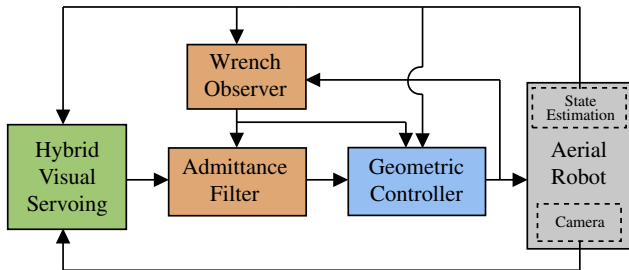 Wrench
Observer
State
Estimation
Hybrid
Visual
Servoing
Admittance
Filter
Geometric
Controller
Aerial
Robot
Camera